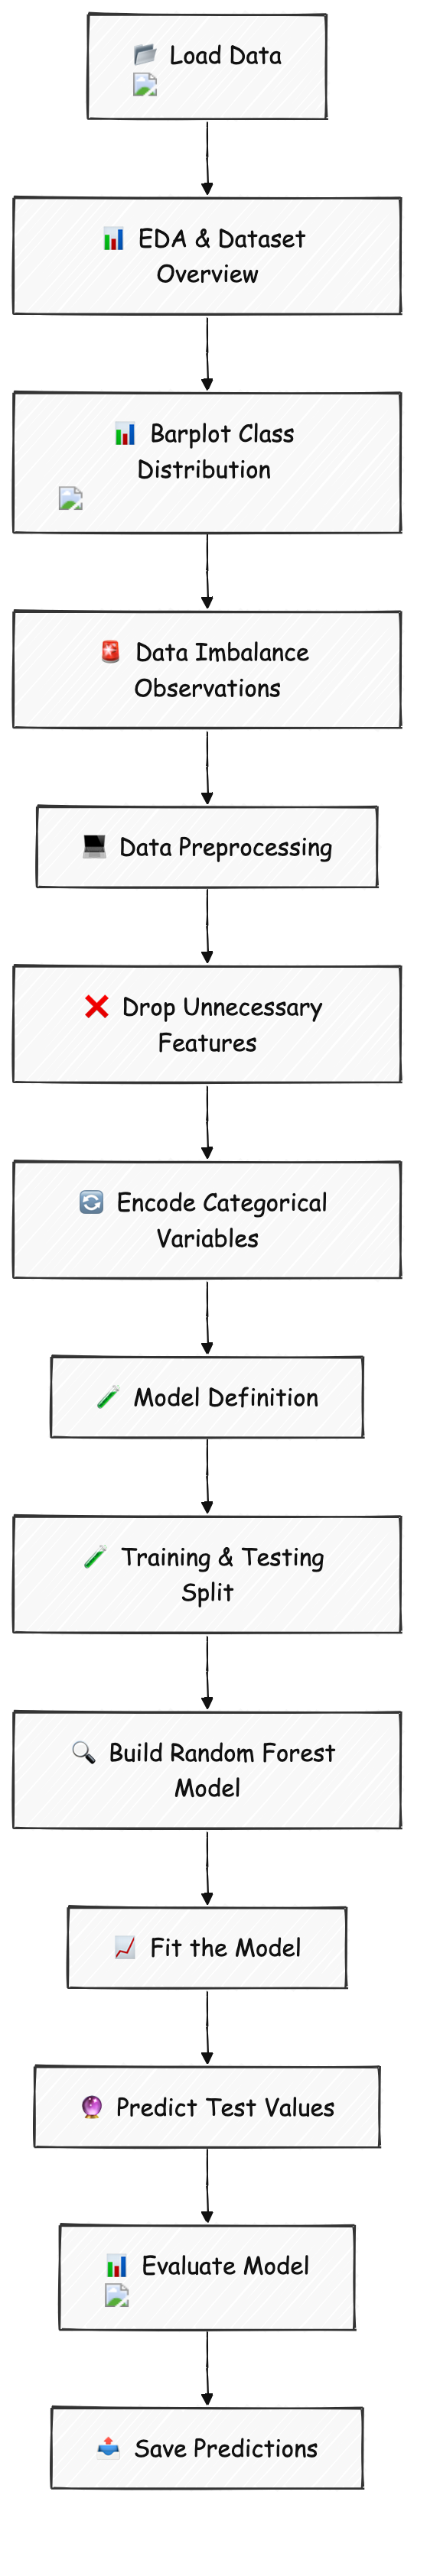 Load Data
EDA & Dataset
Overview
Barplot Class
Distribution
Data Imbalance
Observations
Data Preprocessing
Drop Unnecessary
Features
Encode Categorical
Variables
Model Definition
Training & Testing
Split
Build Random Forest
Model
Fit the Model
Predict Test Values
Evaluate Model
Save Predictions